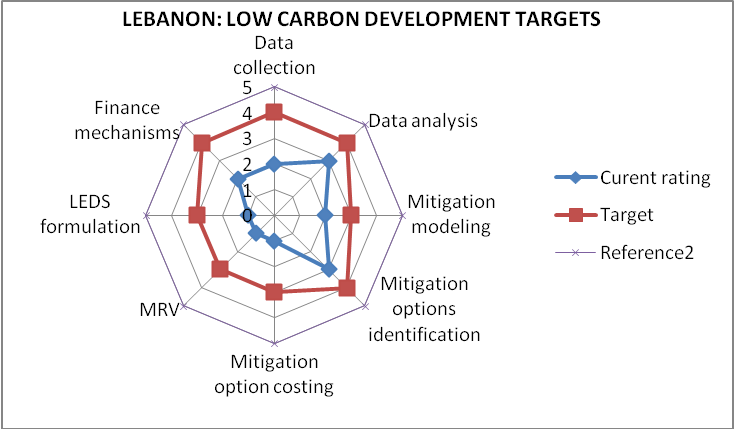 LEBANON: LOW CARBON DEVELOPMENT TARGETS
Data
collection
5
4
3
2
1
0
Data analysis
Mitigation
modeling
Mitigation
options
identification
Mitigation
option costing
MRV
LEDS
formulation
Finance
mechanisms
Curent rating
Target
Reference2